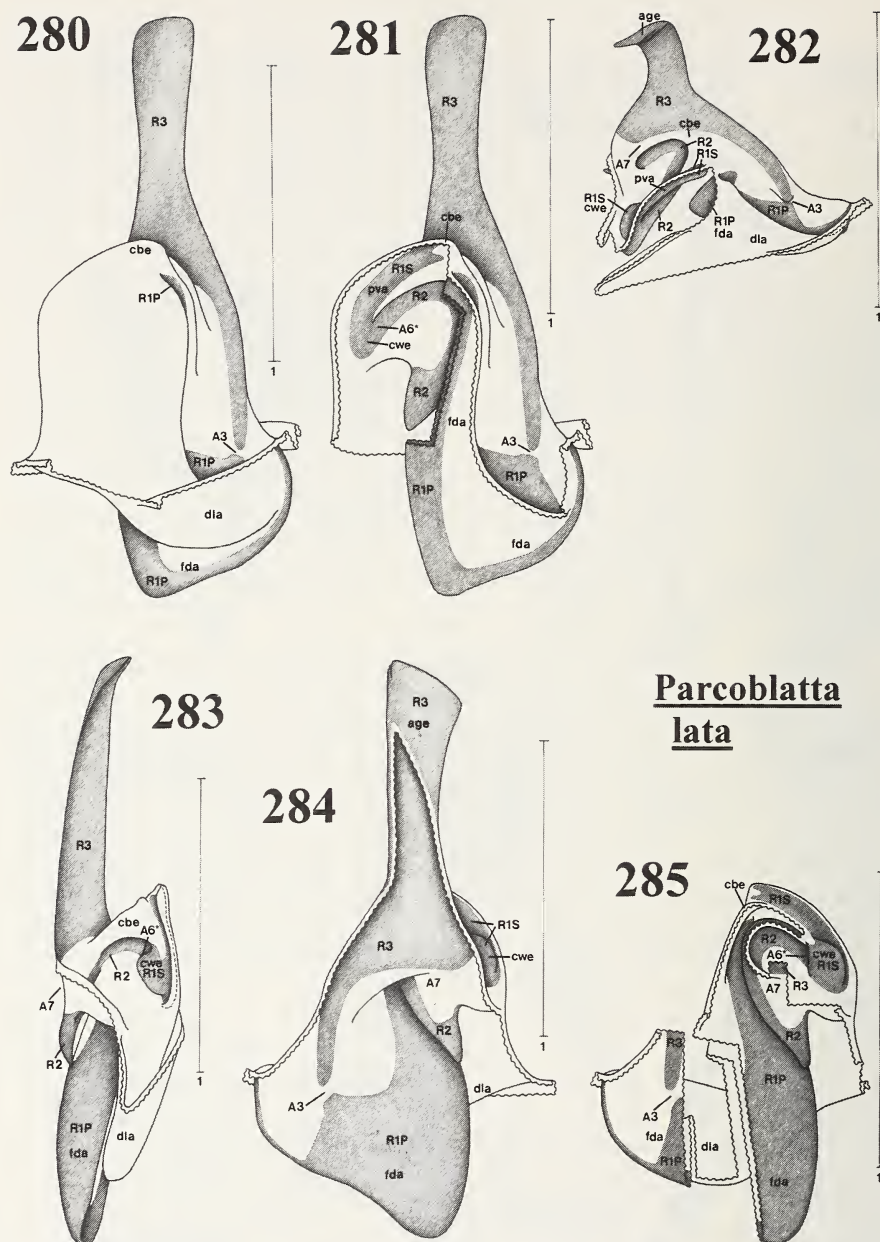 280
R3
cbe
R1P
A3
R1P
dla
fda
R1P
1
281
R3
cbe
R1S
pva
R2
A6*
cwe
R2
fda
A3
R1P
R1P
fda
1
282
age
R3
cbe
A7
R2
R1S
pva
R1S
cwe
R2
R1P
fda
R1P
A3
dla
1
283
R3
cbe
A6*
R2
cwe
R1S
A7
R2
R1P
fda
dla
1
284
R3
age
R3
R1S
cwe
A7
R2
A3
dla
R1P
fda
1
Parcoblatta
lata
285
cbe
R1S
R2
A6*
cwe
R1S
R3
A7
R3
R2
A3
R1P
fda
R1P
dla
fda
1